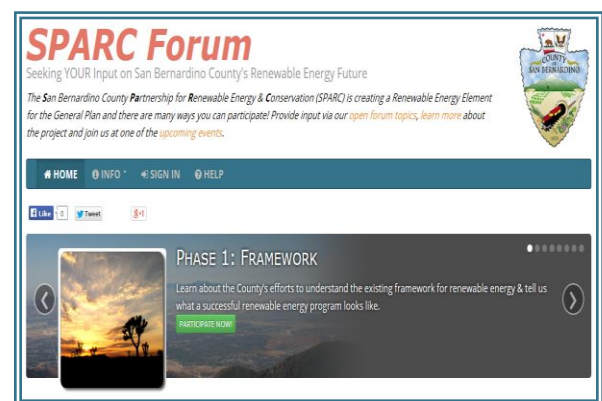 SPARC Forum
Seeking YOUR Input on San Bernardino County's Renewable Energy Future
The San Bernardino County Partnership for Renewable Energy & Conservation (SPARC) is creating a Renewable Energy Element
for the General Plan and there are many ways you can participate! Provide input via our open forum topics, learn more about
the project and join us at one of the upcoming events.
COUNTY
OF
SAN BERNARDINO
HOME INFO SIGN IN HELP
Like 0 Tweet g+1
PHASE 1: FRAMEWORK
Learn about the County's efforts to understand the existing framework for renewable energy & tell us
what a successful renewable energy program looks like.
PARTICIPATE NOW!